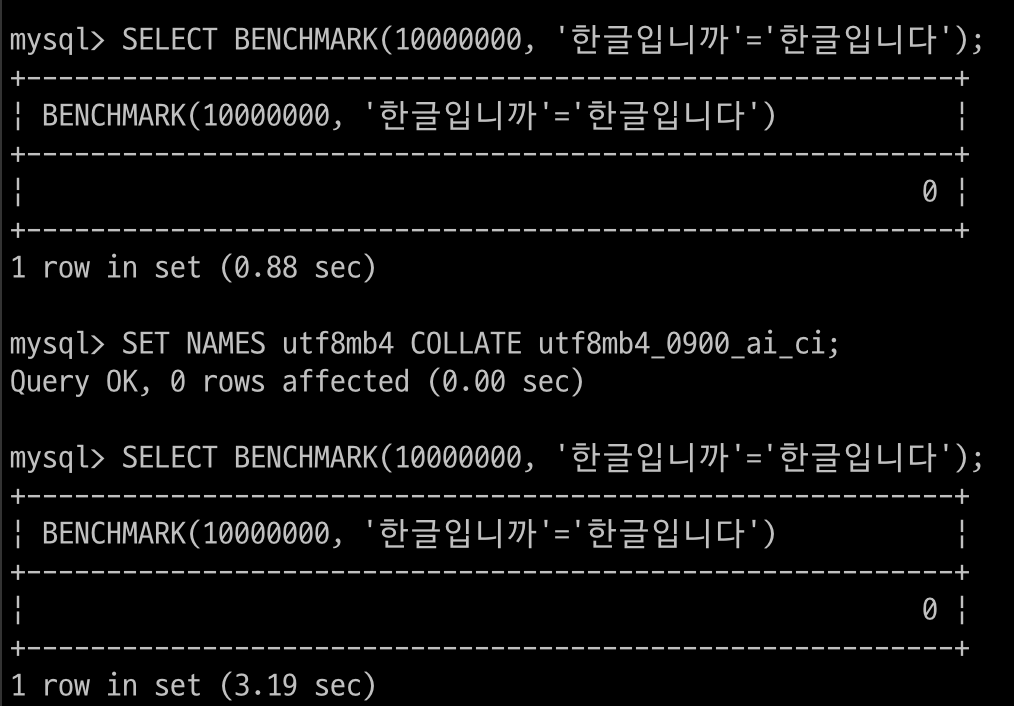 mysql> SELECT BENCHMARK(10000000, '한글입니까'='한글입니다');
+----------------------------------------------------------+
¦ BENCHMARK(10000000, '한글입니까'='한글입니다')           ¦
+----------------------------------------------------------+
¦                                                        0 ¦
+----------------------------------------------------------+
1 row in set (0.88 sec)
mysql> SET NAMES utf8mb4 COLLATE utf8mb4_0900_ai_ci;
Query OK, 0 rows affected (0.00 sec)
mysql> SELECT BENCHMARK(10000000, '한글입니까'='한글입니다');
+----------------------------------------------------------+
¦ BENCHMARK(10000000, '한글입니까'='한글입니다')           ¦
+----------------------------------------------------------+
¦                                                        0 ¦
+----------------------------------------------------------+
1 row in set (3.19 sec)